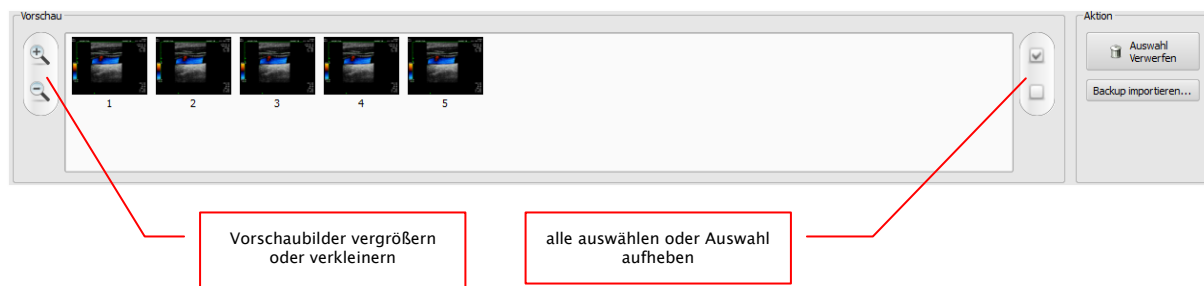 Vorschau
Aktion
Auswahl
Verwerfen
Backup importieren...
1 2 3 4 5
Vorschaubilder vergrößern
oder verkleinern
alle auswählen oder Auswahl
aufheben